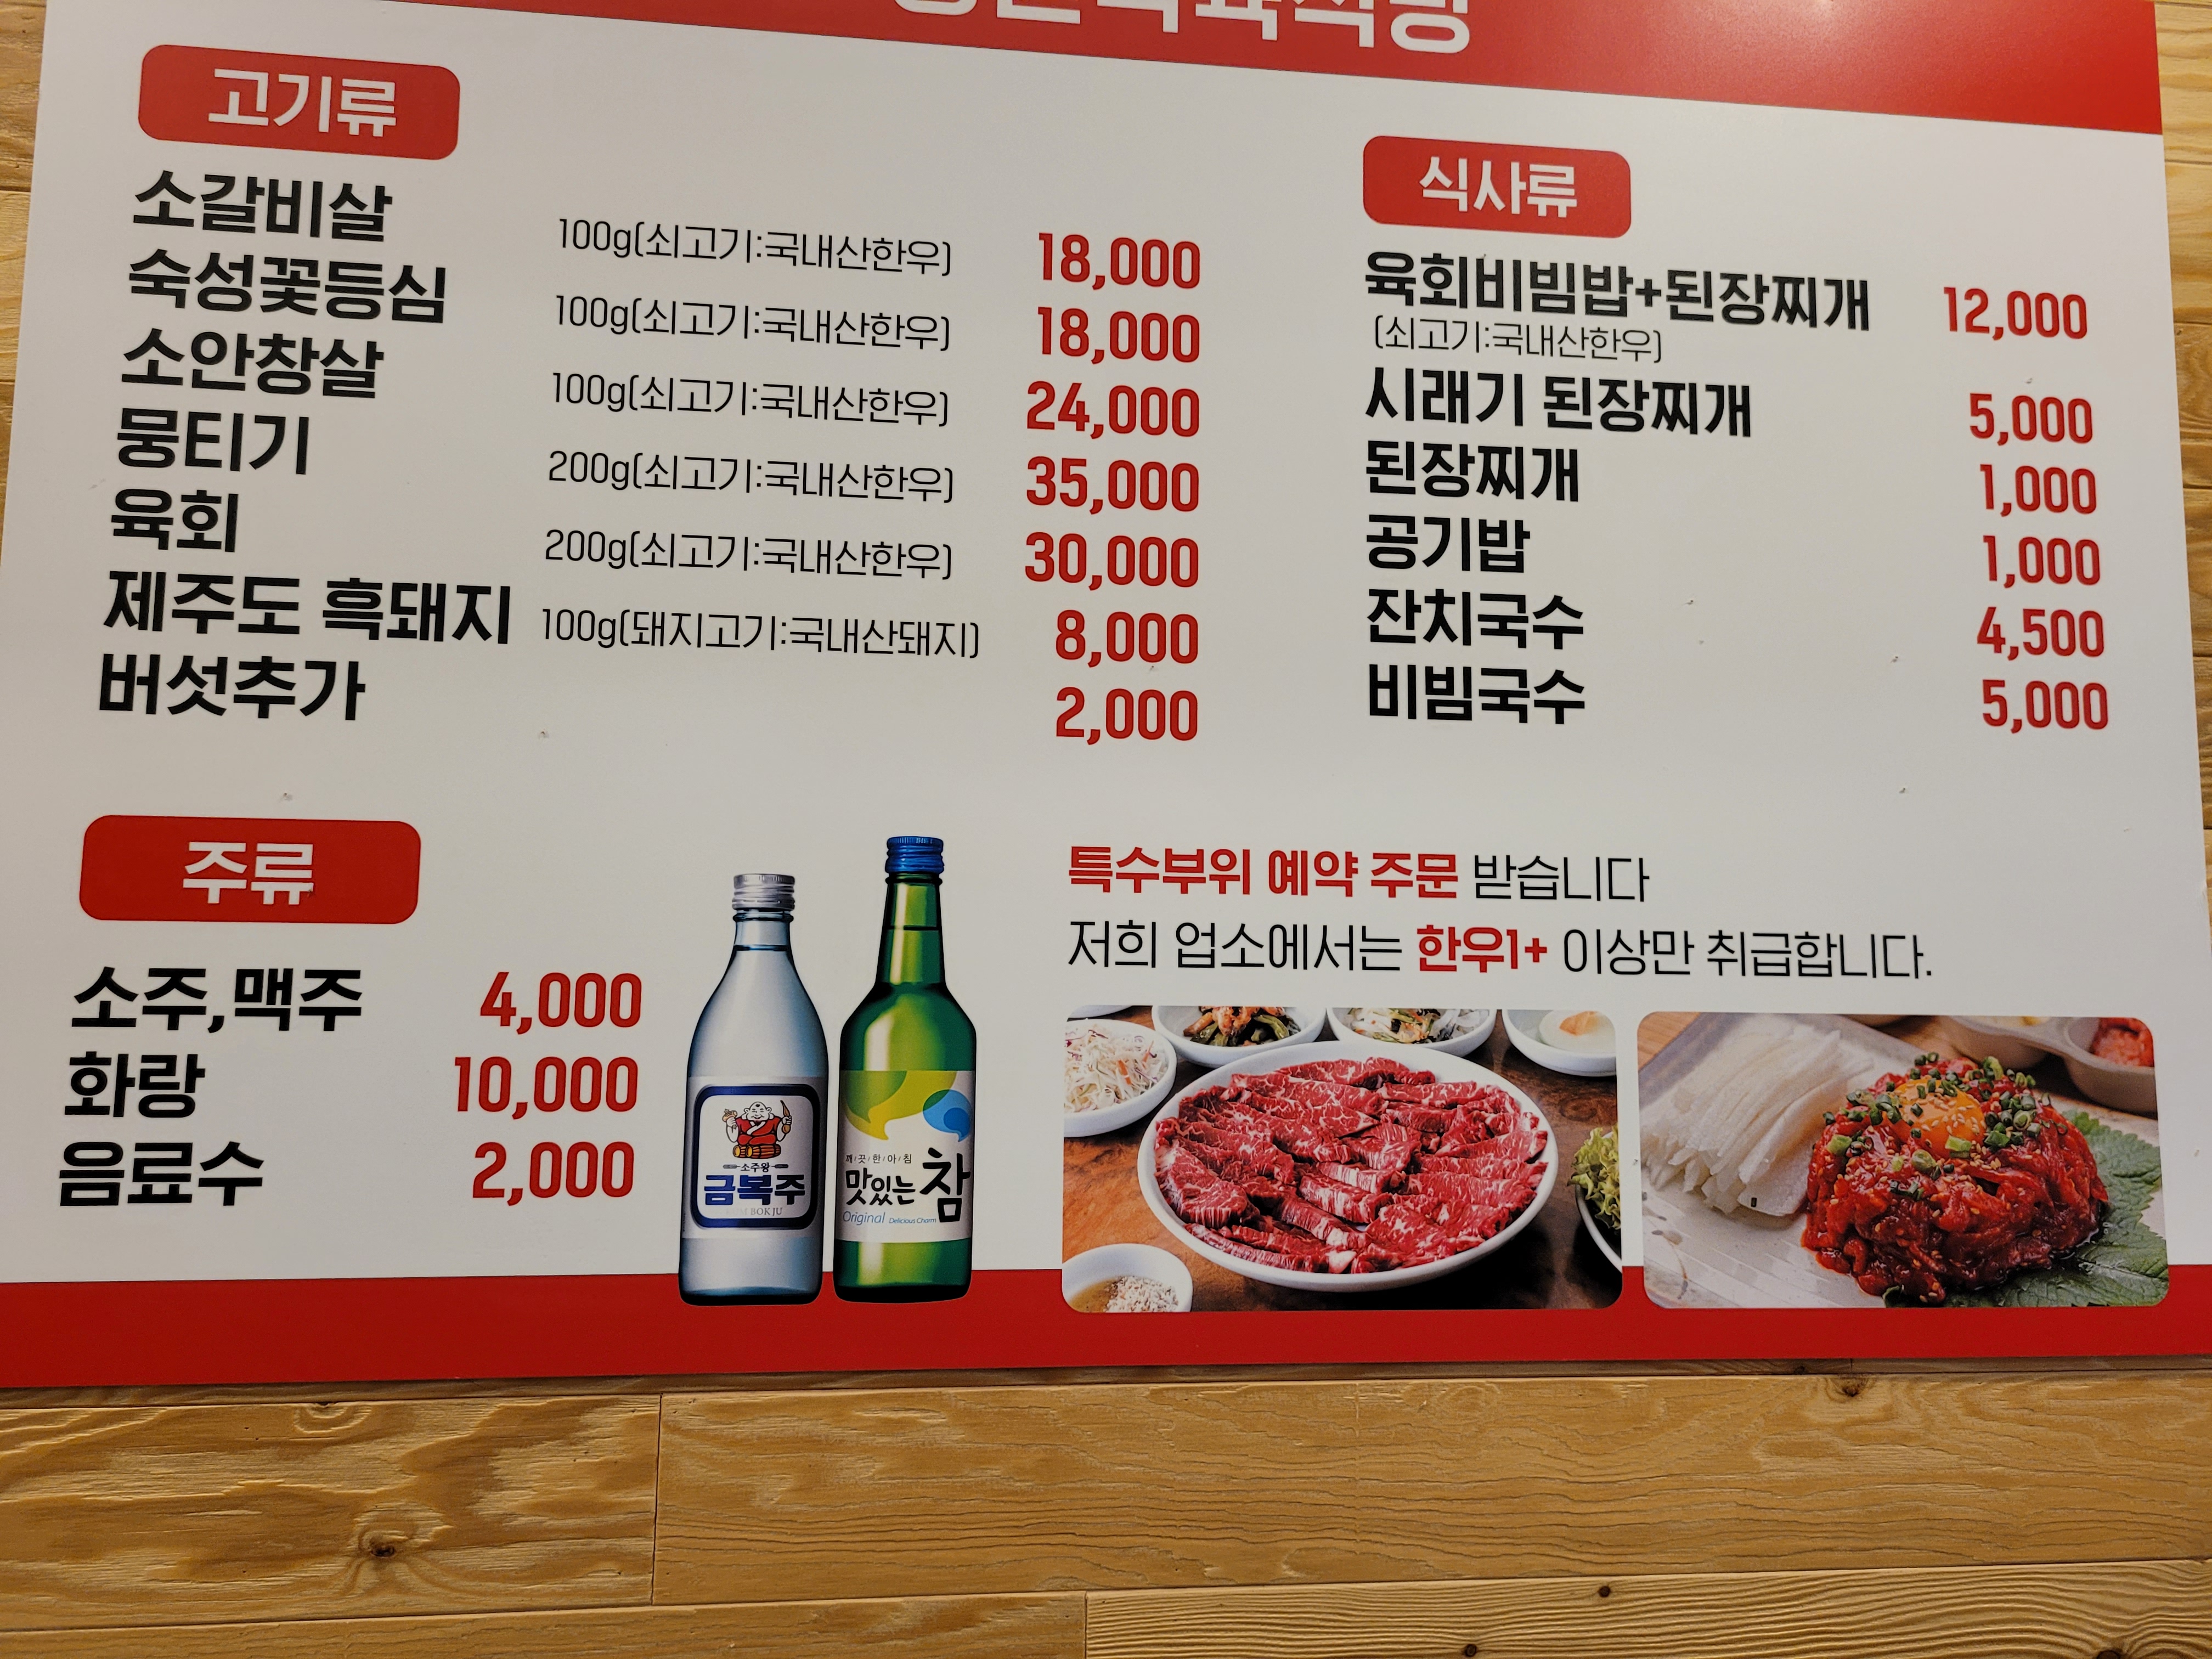 고기류
소갈비살 100g(쇠고기:국내산한우) 18,000
숙성꽃등심 100g(쇠고기:국내산한우) 18,000
소안창살 100g(쇠고기:국내산한우) 24,000
뭉티기 200g(쇠고기:국내산한우) 35,000
육회 200g(쇠고기:국내산한우) 30,000
제주도 흑돼지 100g(돼지고기:국내산돼지) 8,000
버섯추가 2,000
식사류
육회비빔밥+된장찌개 12,000
(쇠고기:국내산한우)
시래기 된장찌개 5,000
된장찌개 1,000
공기밥 1,000
잔치국수 4,500
비빔국수 5,000
주류
소주,맥주 4,000
화랑 10,000
음료수 2,000
소주왕
금복주
BOK JU
깨/끗/한/아/침
맛있는 참
Original Delicious Charm
특수부위 예약 주문 받습니다
저희 업소에서는 한우1+ 이상만 취급합니다.